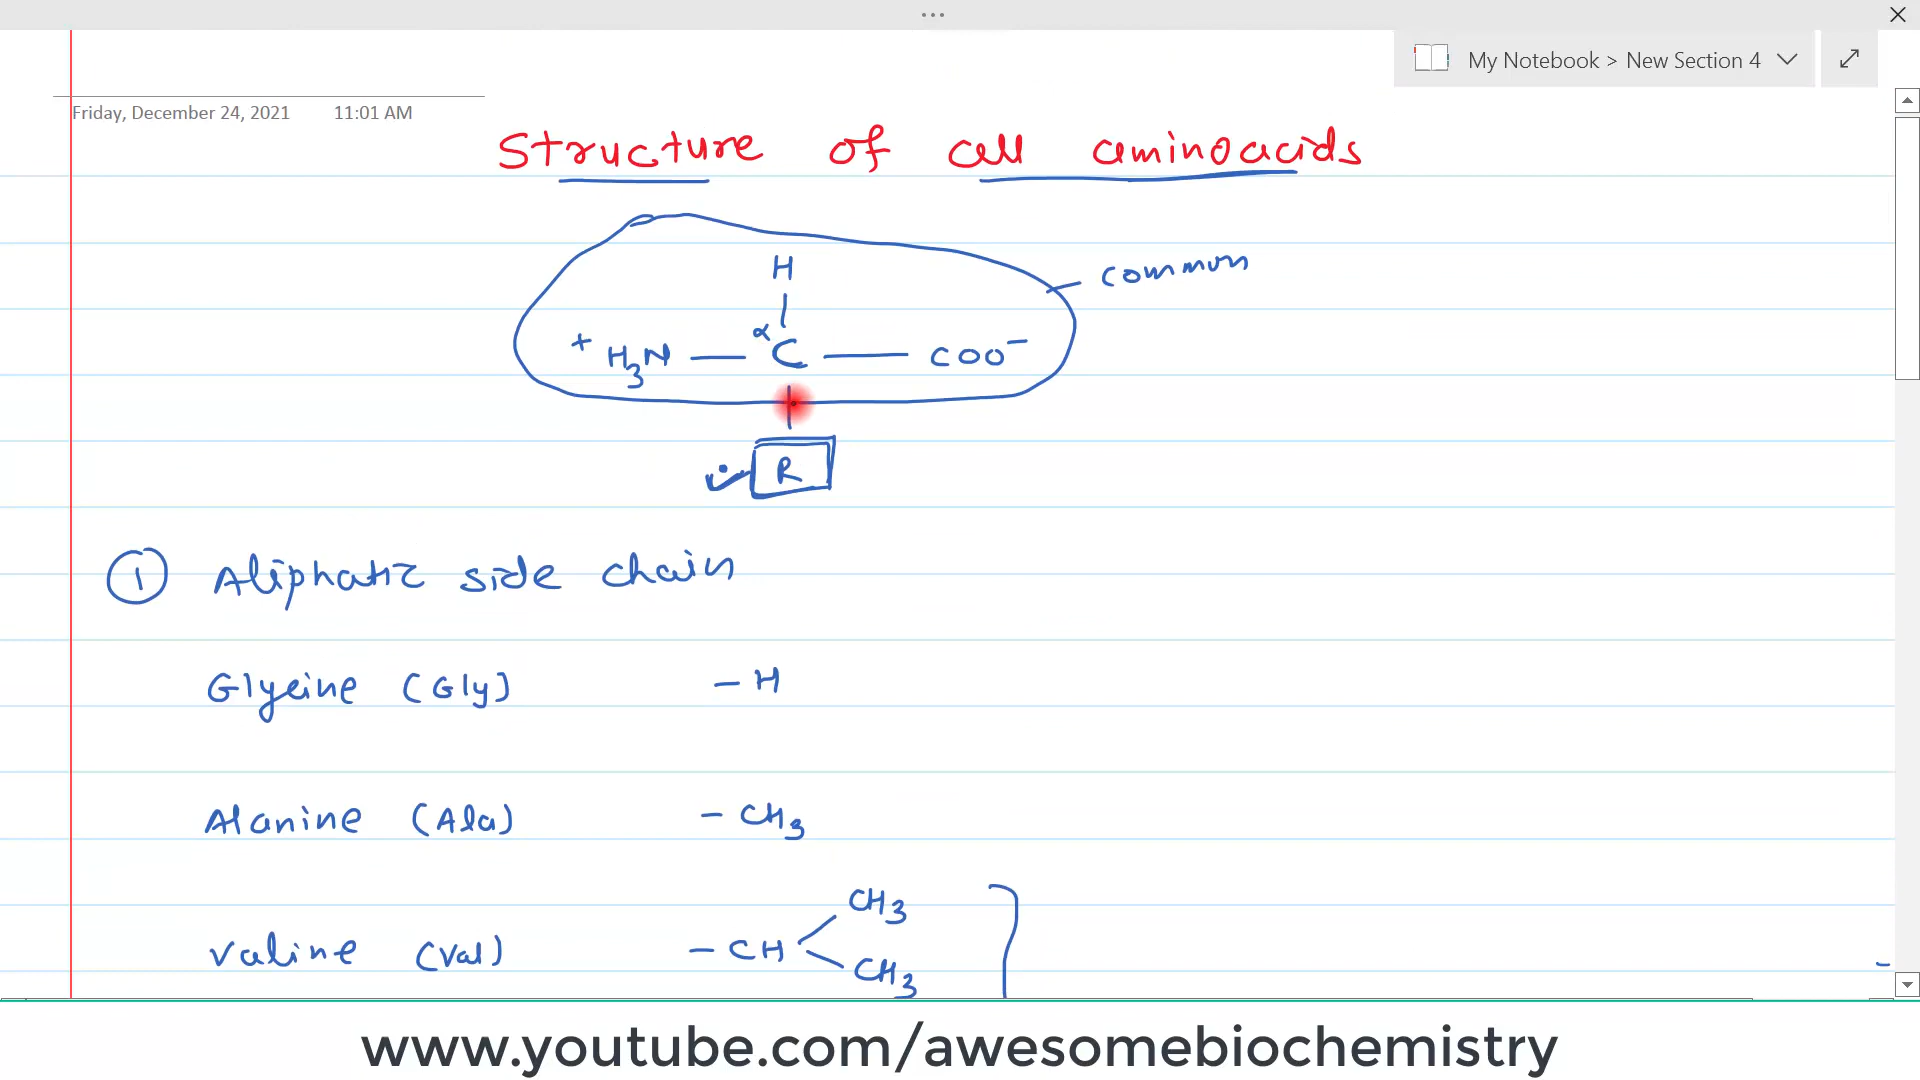 My Notebook > New Section 4
Friday, December 24, 2021 11:01 AM
Structure of all aminoacids
H
common
+H3N — αC — COO−
R
1 Aliphatic side chain
Glycine (Gly) – H
Alanine (Ala) – CH3
CH3
Valine (Val) – CH
CH3
www.youtube.com/awesomebiochemistry